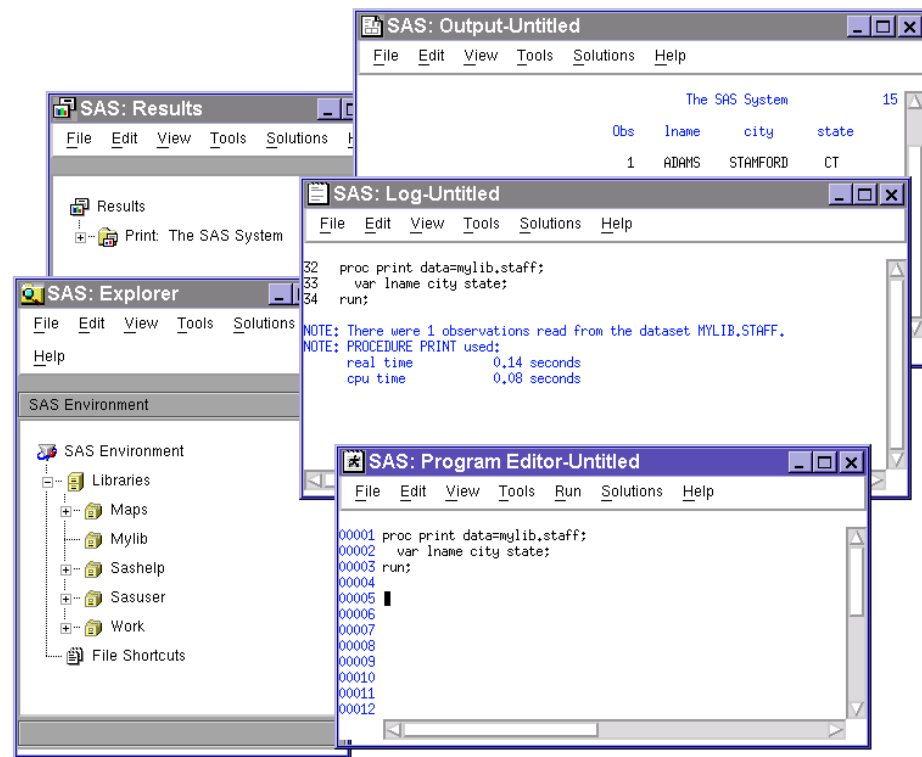 SAS: Output-Untitled
File Edit View Tools Solutions Help
The SAS System 15
Obs lname city state
1 ADAMS STAMFORD CT
SAS: Results
File Edit View Tools Solutions
Results
Print: The SAS System
SAS: Log-Untitled
File Edit View Tools Solutions Help
32 proc print data=mylib.staff;
33 var lname city state;
34 run;
NOTE: There were 1 observations read from the dataset MYLIB.STAFF.
NOTE: PROCEDURE PRINT used:
real time 0.14 seconds
cpu time 0.08 seconds
SAS: Explorer
File Edit View Tools Solutions
Help
SAS Environment
SAS Environment
Libraries
Maps
Mylib
Sashelp
Sasuser
Work
File Shortcuts
SAS: Program Editor-Untitled
File Edit View Tools Run Solutions Help
00001 proc print data=mylib.staff;
00002 var lname city state;
00003 run;
00004
00005
00006
00007
00008
00009
00010
00011
00012